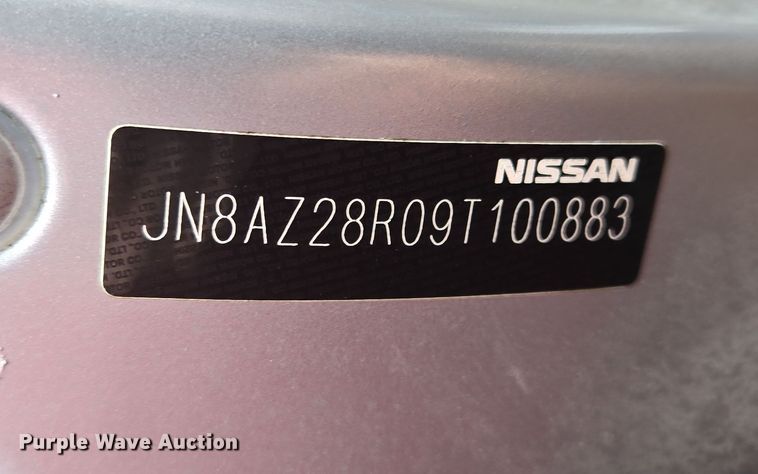 NISSAN
JN8AZ28R09T100883
Purple Wave Auction